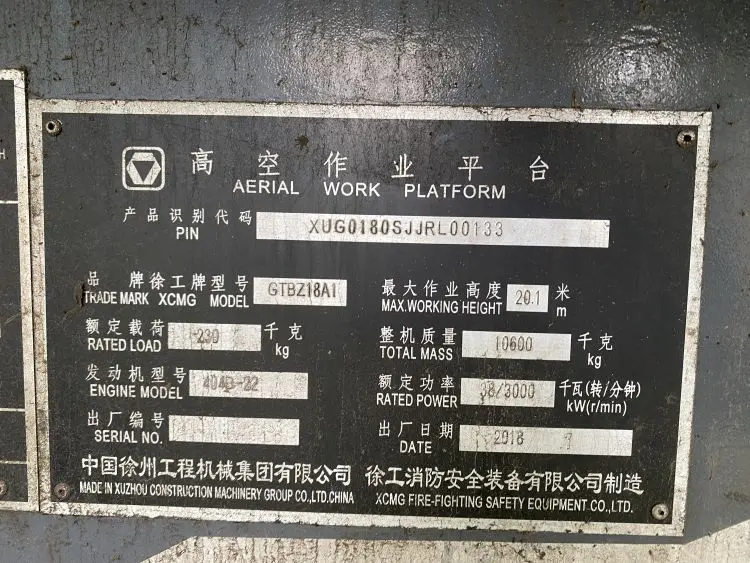 高空作业平台
AERIAL WORK PLATFORM
产品识别代码 XUG0180SJJRL00133
PIN
品 牌徐工牌型号 GTBZ18A1
TRADE MARK XCMG MODEL
最大作业高度 20.1 米
MAX.WORKING HEIGHT m
额定载荷 230 千克
RATED LOAD kg
整机质量 10600 千克
TOTAL MASS kg
发动机型号 404D-22
ENGINE MODEL
额定功率 38/3000 千瓦(转/分钟)
RATED POWER kW(r/min)
出厂编号
SERIAL NO.
出厂日期 2018
DATE
中国徐州工程机械集团有限公司 徐工消防安全装备有限公司制造
MADE IN XUZHOU CONSTRUCTION MACHINERY GROUP CO.,LTD.CHINA XCMG FIRE-FIGHTING SAFETY EQUIPMENT CO.,LTD.